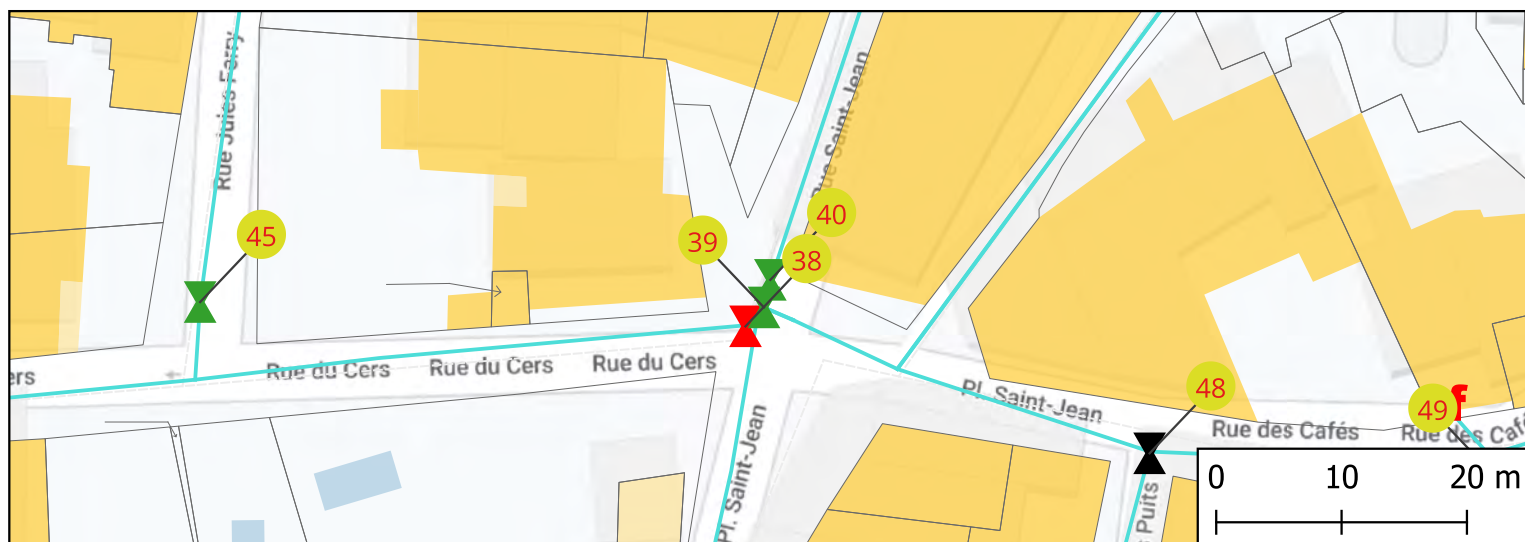 Rue Jules Ferry
Rue Saint-Jean
45
39
40
38
ers
Rue du Cers
Rue du Cers
Rue du Cers
Pl. Saint-Jean
Pl. Saint-Jean
48
49
f
Rue des Cafés
Rue des Café
Puits
0 10 20 m